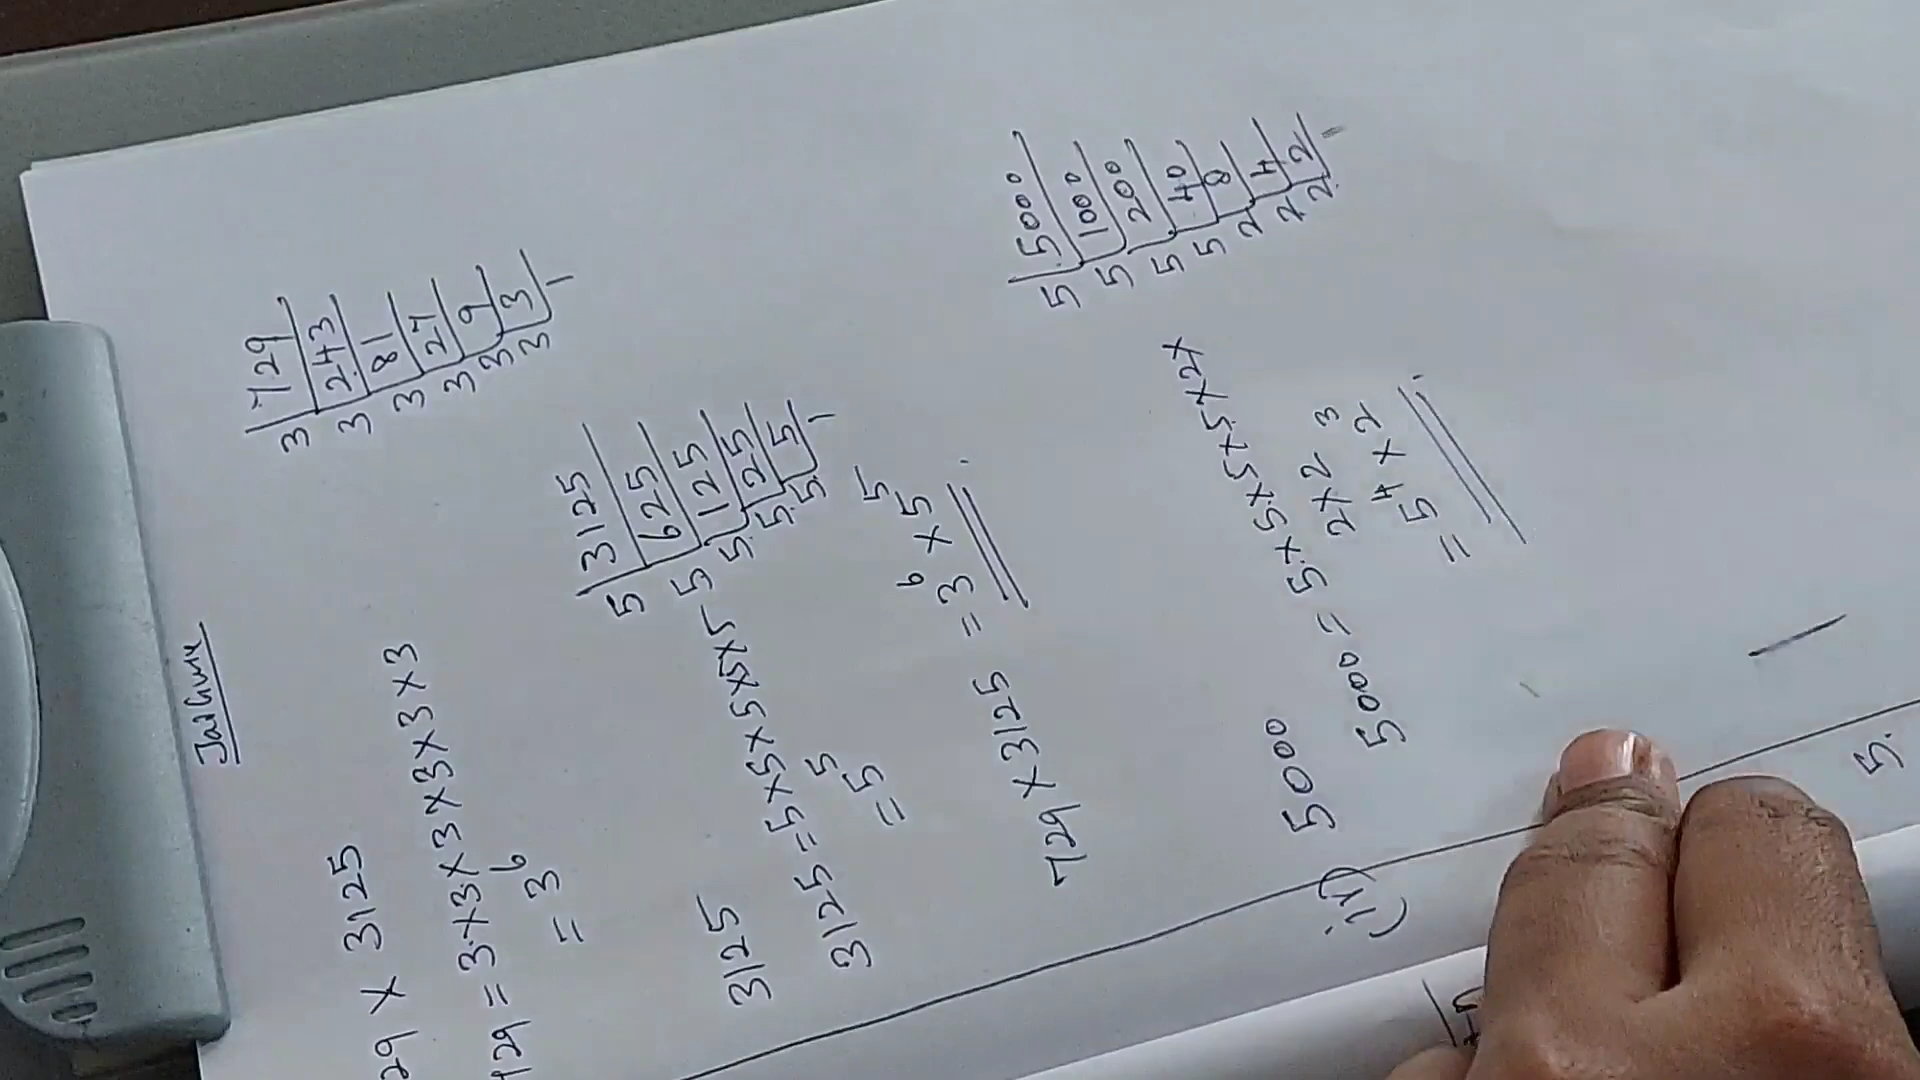 729 × 3125
729 = 3×3×3×3×3×3
= 3⁶
3 | 729
3 | 243
3 | 81
3 | 27
3 | 9
3 | 3
1
3125
3125 = 5×5×5×5×5
= 5⁵
5 | 3125
5 | 625
5 | 125
5 | 25
5 | 5
1
729 × 3125 = 3⁶ × 5⁵
(iv) 5000
5000 = 5×5×5×5×2×
2×2
= 5⁴ × 2³
5 | 5000
5 | 1000
5 | 200
5 | 40
2 | 8
2 | 4
2 | 2
1
5.